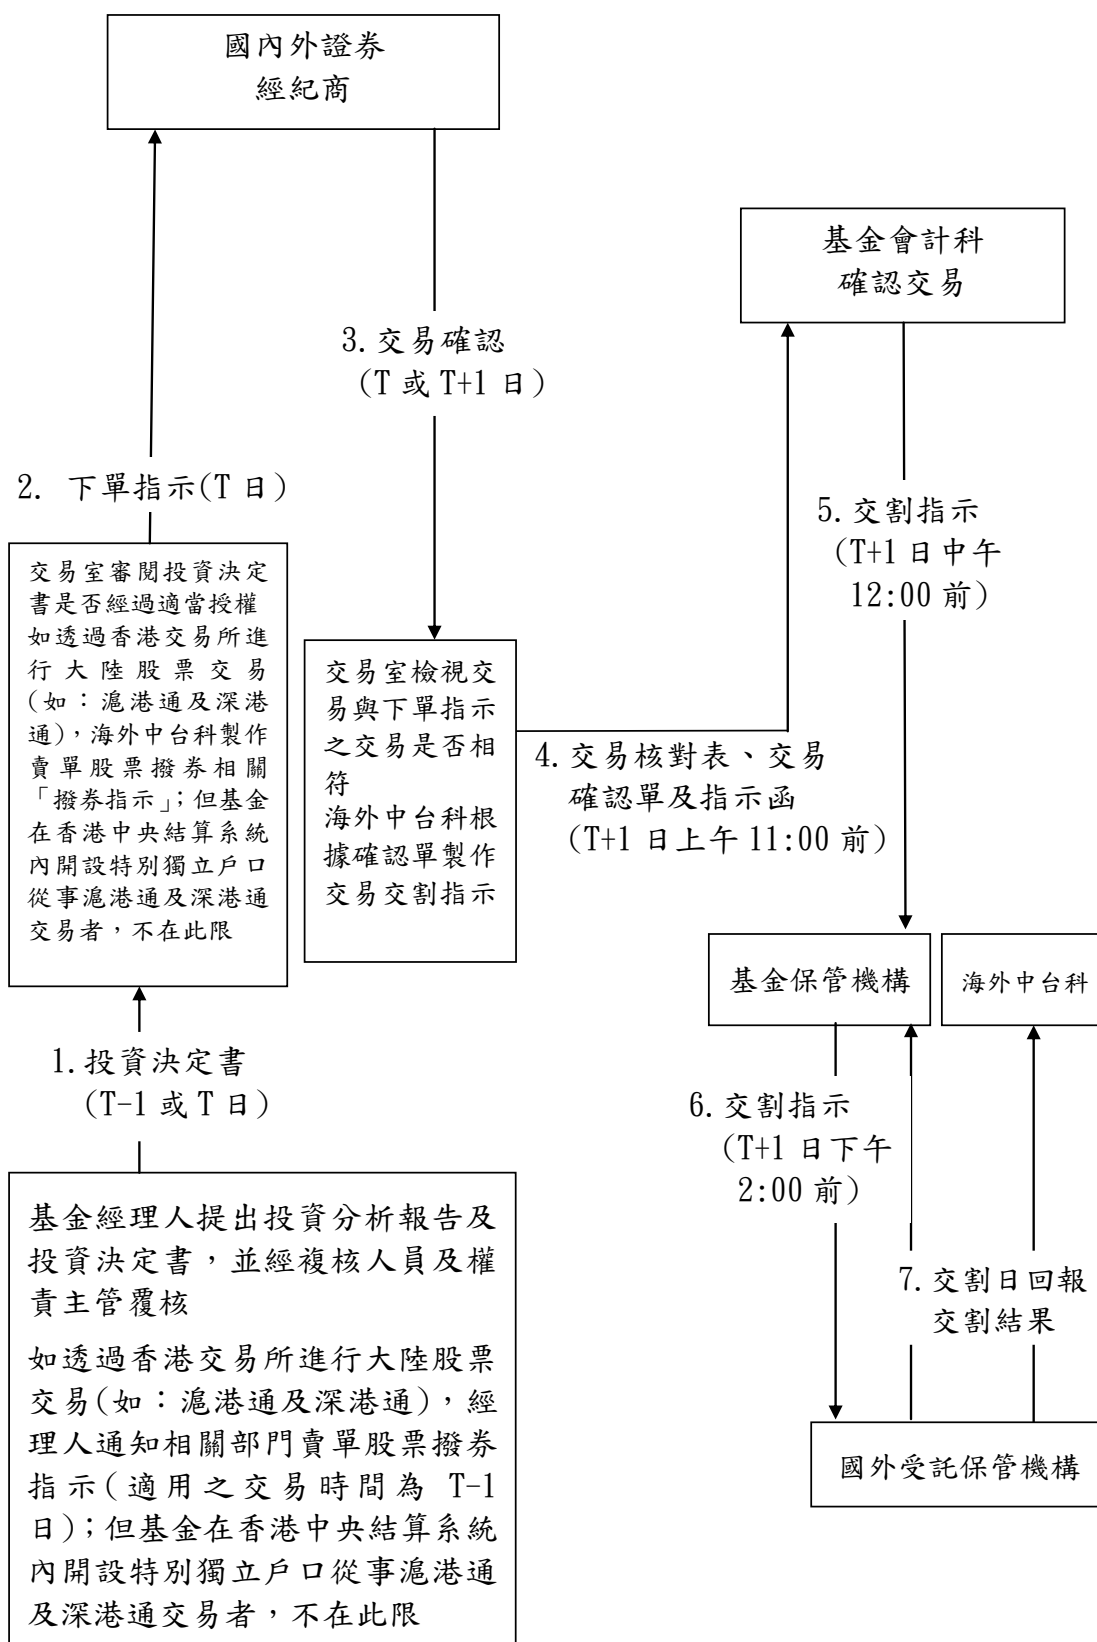 國內外證券
經紀商
基金會計科
確認交易
3.交易確認
(T 或 T+1 日)
2. 下單指示(T 日)
5.交割指示
(T+1 日中午
12:00 前)
交易室審閱投資決定
書是否經過適當授權
如透過香港交易所進
行大陸股票交易
(如：滬港通及深港
通)，海外中台科製作
賣單股票撥券相關
「撥券指示」；但基金
在香港中央結算系統
內開設特別獨立戶口
從事滬港通及深港通
交易者，不在此限
交易室檢視交
易與下單指示
之交易是否相
符
海外中台科根
據確認單製作
交易交割指示
4.交易核對表、交易
確認單及指示函
(T+1 日上午 11:00 前)
基金保管機構
海外中台科
1.投資決定書
(T-1 或 T 日)
6.交割指示
(T+1 日下午
2:00 前)
基金經理人提出投資分析報告及
投資決定書，並經複核人員及權
責主管覆核
如透過香港交易所進行大陸股票
交易(如：滬港通及深港通)，經
理人通知相關部門賣單股票撥券
指示(適用之交易時間為 T-1
日)；但基金在香港中央結算系統
內開設特別獨立戶口從事滬港通
及深港通交易者，不在此限
7.交割日回報
交割結果
國外受託保管機構